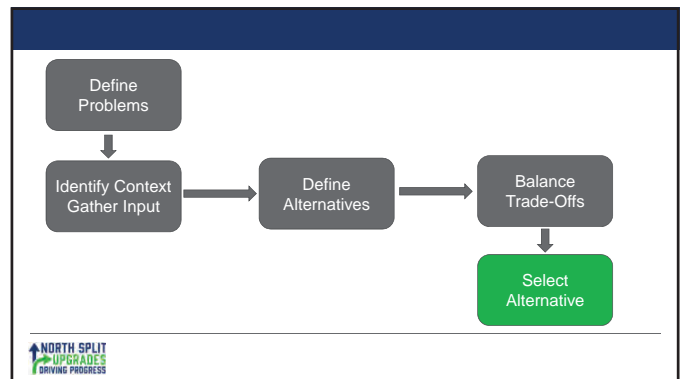 Define
Problems
Identify Context
Gather Input
Define
Alternatives
Balance
Trade-Offs
Select
Alternative
NORTH SPLIT
UPGRADES
DRIVING PROGRESS